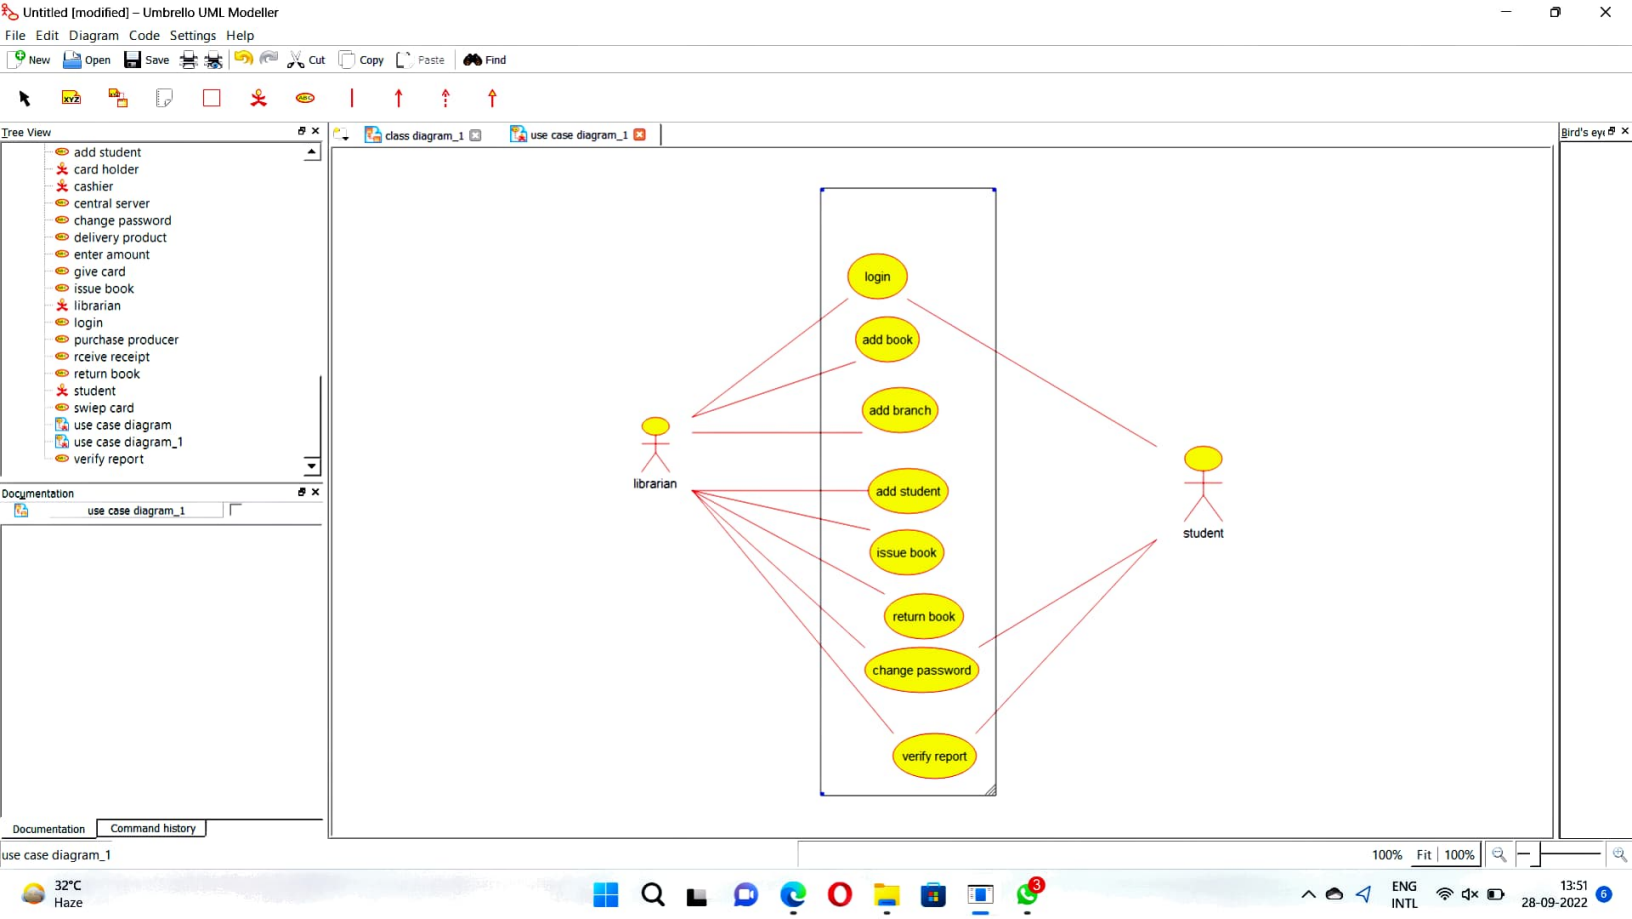 Untitled [modified] – Umbrello UML Modeller
File Edit Diagram Code Settings Help
New Open Save Cut Copy Paste Find
XYZ ABC
Tree View
class diagram_1 use case diagram_1
Bird's eye
add student
card holder
cashier
central server
change password
delivery product
enter amount
give card
issue book
librarian
login
purchase producer
rceive receipt
return book
student
swiep card
use case diagram
use case diagram_1
verify report
Documentation
use case diagram_1
login
add book
add branch
librarian
add student
student
issue book
return book
change password
verify report
Documentation Command history
use case diagram_1
100% Fit 100%
32°C
Haze
3
ENG
INTL
13:51
28-09-2022
6